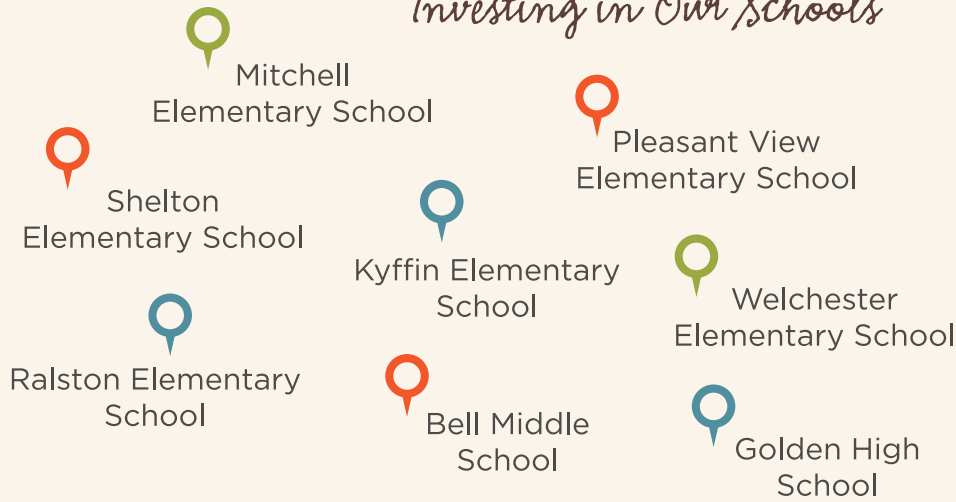 Investing in Our Schools
Mitchell
Elementary School
Pleasant View
Elementary School
Shelton
Elementary School
Kyffin Elementary
School
Welchester
Elementary School
Ralston Elementary
School
Bell Middle
School
Golden High
School